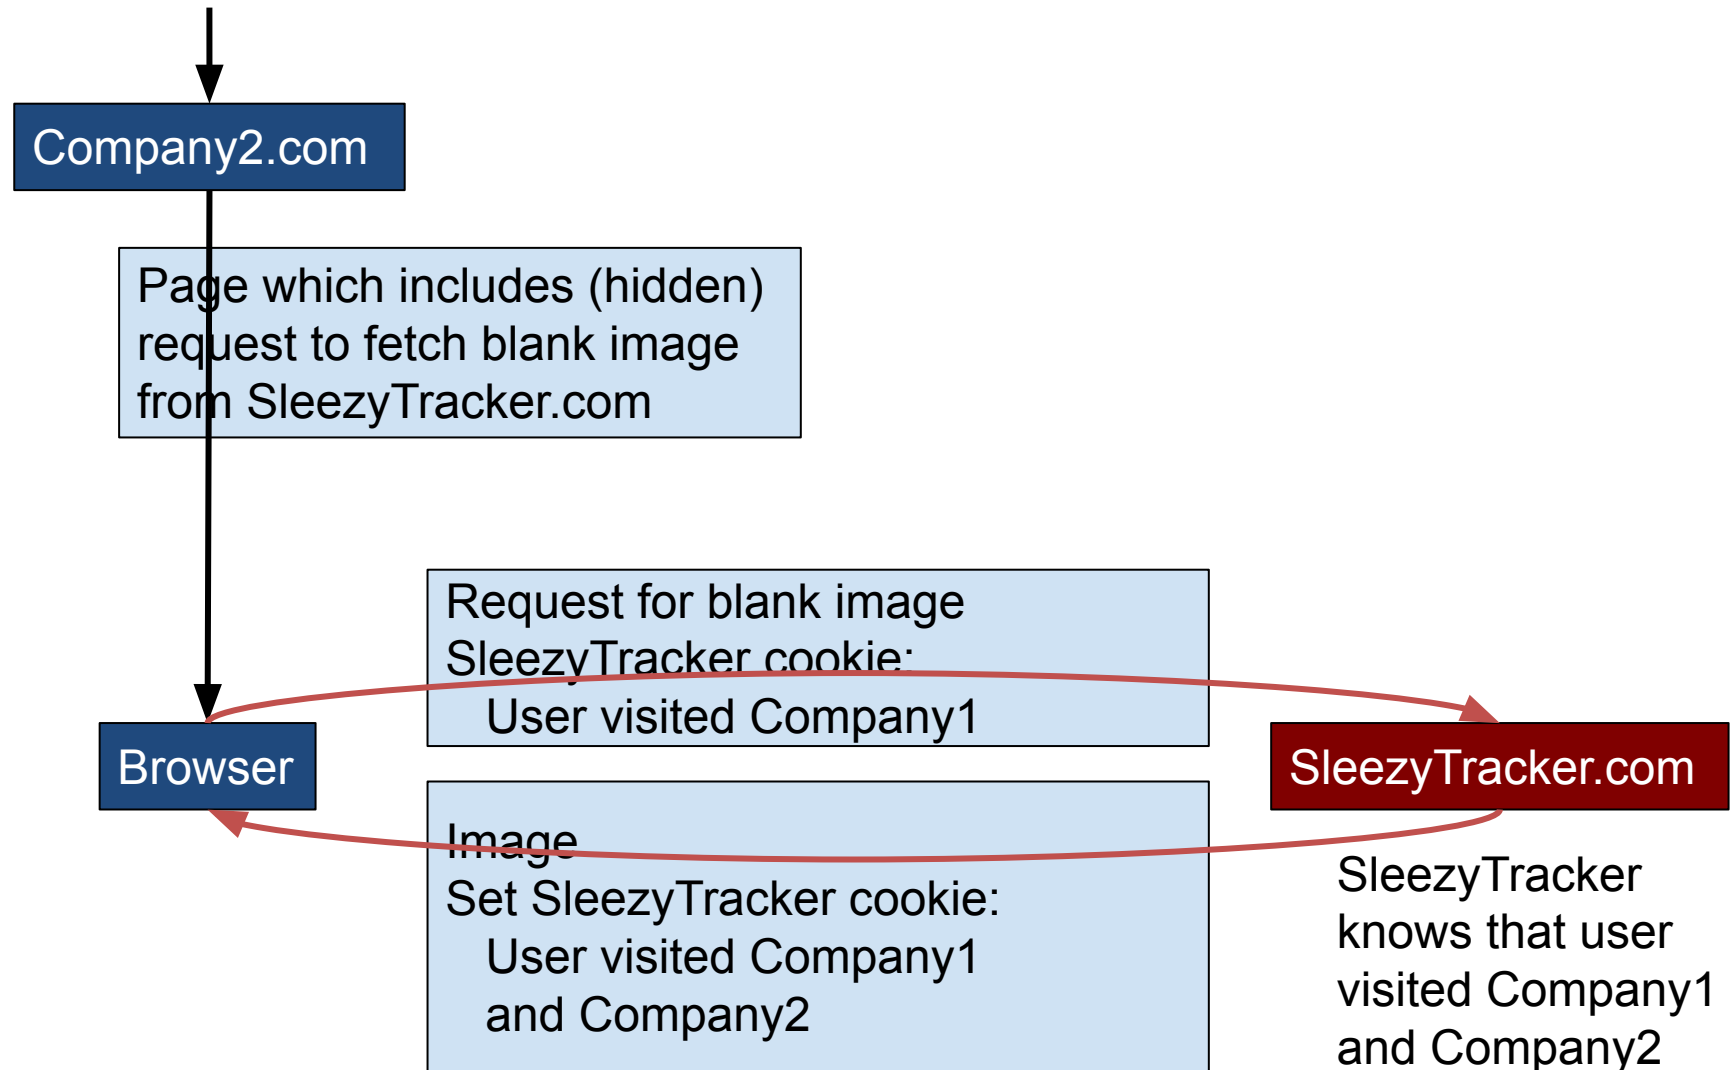 Company2.com
Page which includes (hidden)
request to fetch blank image
from SleezyTracker.com
Request for blank image
SleezyTracker cookie:
User visited Company1
Browser
SleezyTracker.com
Image
Set SleezyTracker cookie:
User visited Company1
and Company2
SleezyTracker
knows that user
visited Company1
and Company2